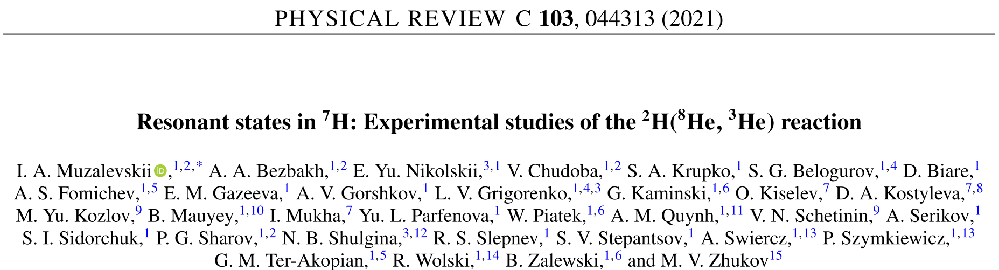 PHYSICAL REVIEW C 103, 044313 (2021)
Resonant states in ⁷H: Experimental studies of the ²H(⁸He, ³He) reaction
I. A. Muzalevskii iD,¹,²,* A. A. Bezbakh,¹,² E. Yu. Nikolskii,³,¹ V. Chudoba,¹,² S. A. Krupko,¹ S. G. Belogurov,¹,⁴ D. Biare,¹
A. S. Fomichev,¹,⁵ E. M. Gazeeva,¹ A. V. Gorshkov,¹ L. V. Grigorenko,¹,⁴,³ G. Kaminski,¹,⁶ O. Kiselev,⁷ D. A. Kostyleva,⁷,⁸
M. Yu. Kozlov,⁹ B. Mauyey,¹,¹⁰ I. Mukha,⁷ Yu. L. Parfenova,¹ W. Piatek,¹,⁶ A. M. Quynh,¹,¹¹ V. N. Schetinin,⁹ A. Serikov,¹
S. I. Sidorchuk,¹ P. G. Sharov,¹,² N. B. Shulgina,³,¹² R. S. Slepnev,¹ S. V. Stepantsov,¹ A. Swiercz,¹,¹³ P. Szymkiewicz,¹,¹³
G. M. Ter-Akopian,¹,⁵ R. Wolski,¹,¹⁴ B. Zalewski,¹,⁶ and M. V. Zhukov¹⁵